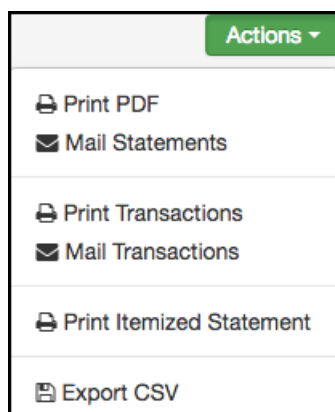 Actions
Print PDF
Mail Statements
Print Transactions
Mail Transactions
Print Itemized Statement
Export CSV